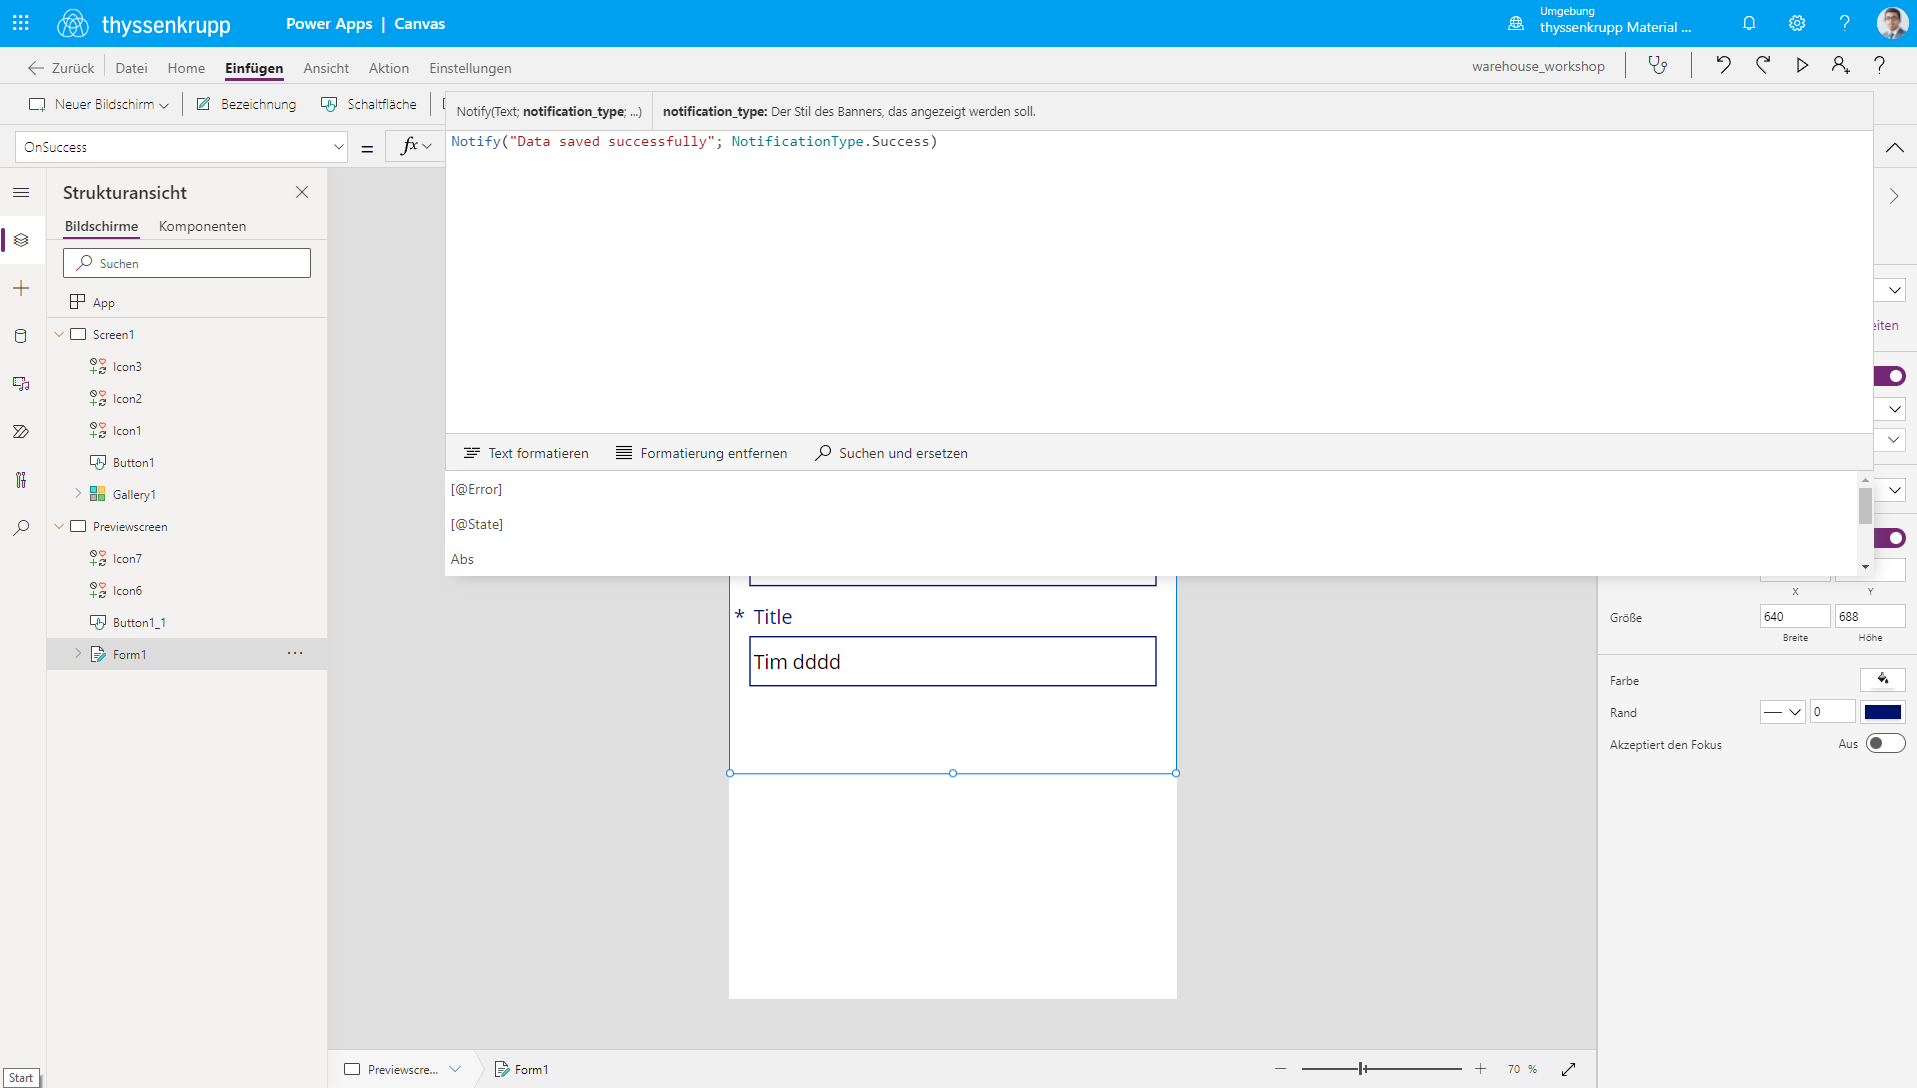 thyssenkrupp
Power Apps | Canvas
Umgebung
thyssenkrupp Material ...
Zurück
Datei
Home
Einfügen
Ansicht
Aktion
Einstellungen
warehouse_workshop
Neuer Bildschirm
Bezeichnung
Schaltfläche
Notify(Text; notification_type; ...)
notification_type: Der Stil des Banners, das angezeigt werden soll.
OnSuccess
=
fx
Notify("Data saved successfully"; NotificationType.Success)
Strukturansicht
Bildschirme
Komponenten
Suchen
App
Screen1
Icon3
Icon2
Icon1
Button1
Gallery1
Previewscreen
Icon7
Icon6
Button1_1
Form1
...
Text formatieren
Formatierung entfernen
Suchen und ersetzen
[@Error]
[@State]
Abs
* Title
Tim dddd
eiten
X
Y
Größe
640
688
Breite
Höhe
Farbe
Rand
0
Akzeptiert den Fokus
Aus
Previewscre...
Form1
70 %
Start